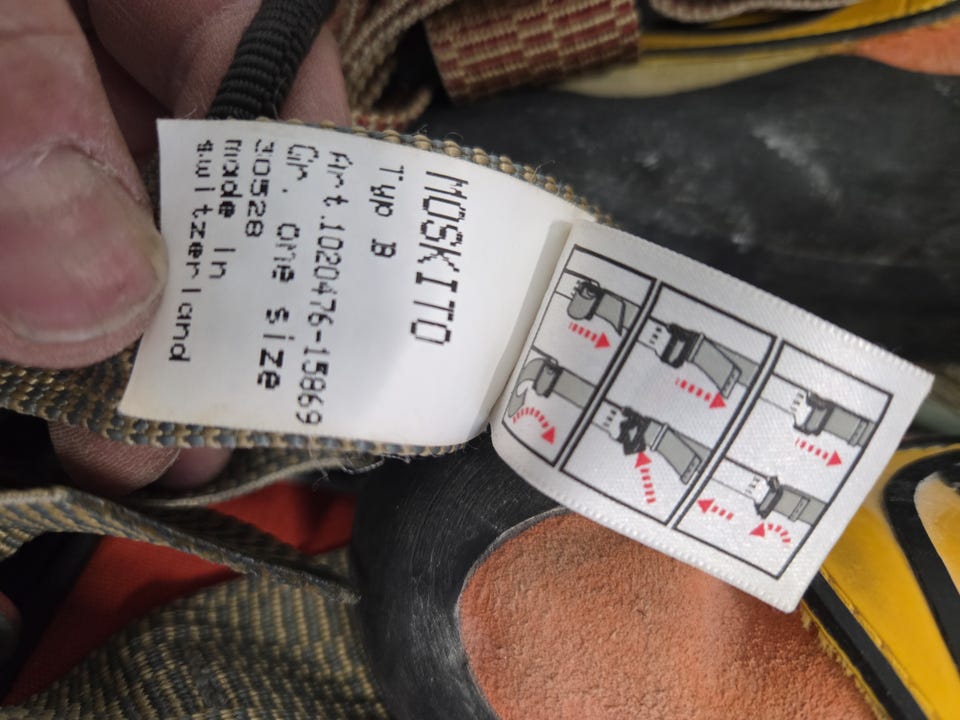 MOSKITO
Typ B
Art.1020476-15869
Gr. One Size
30528
made in
switzerland